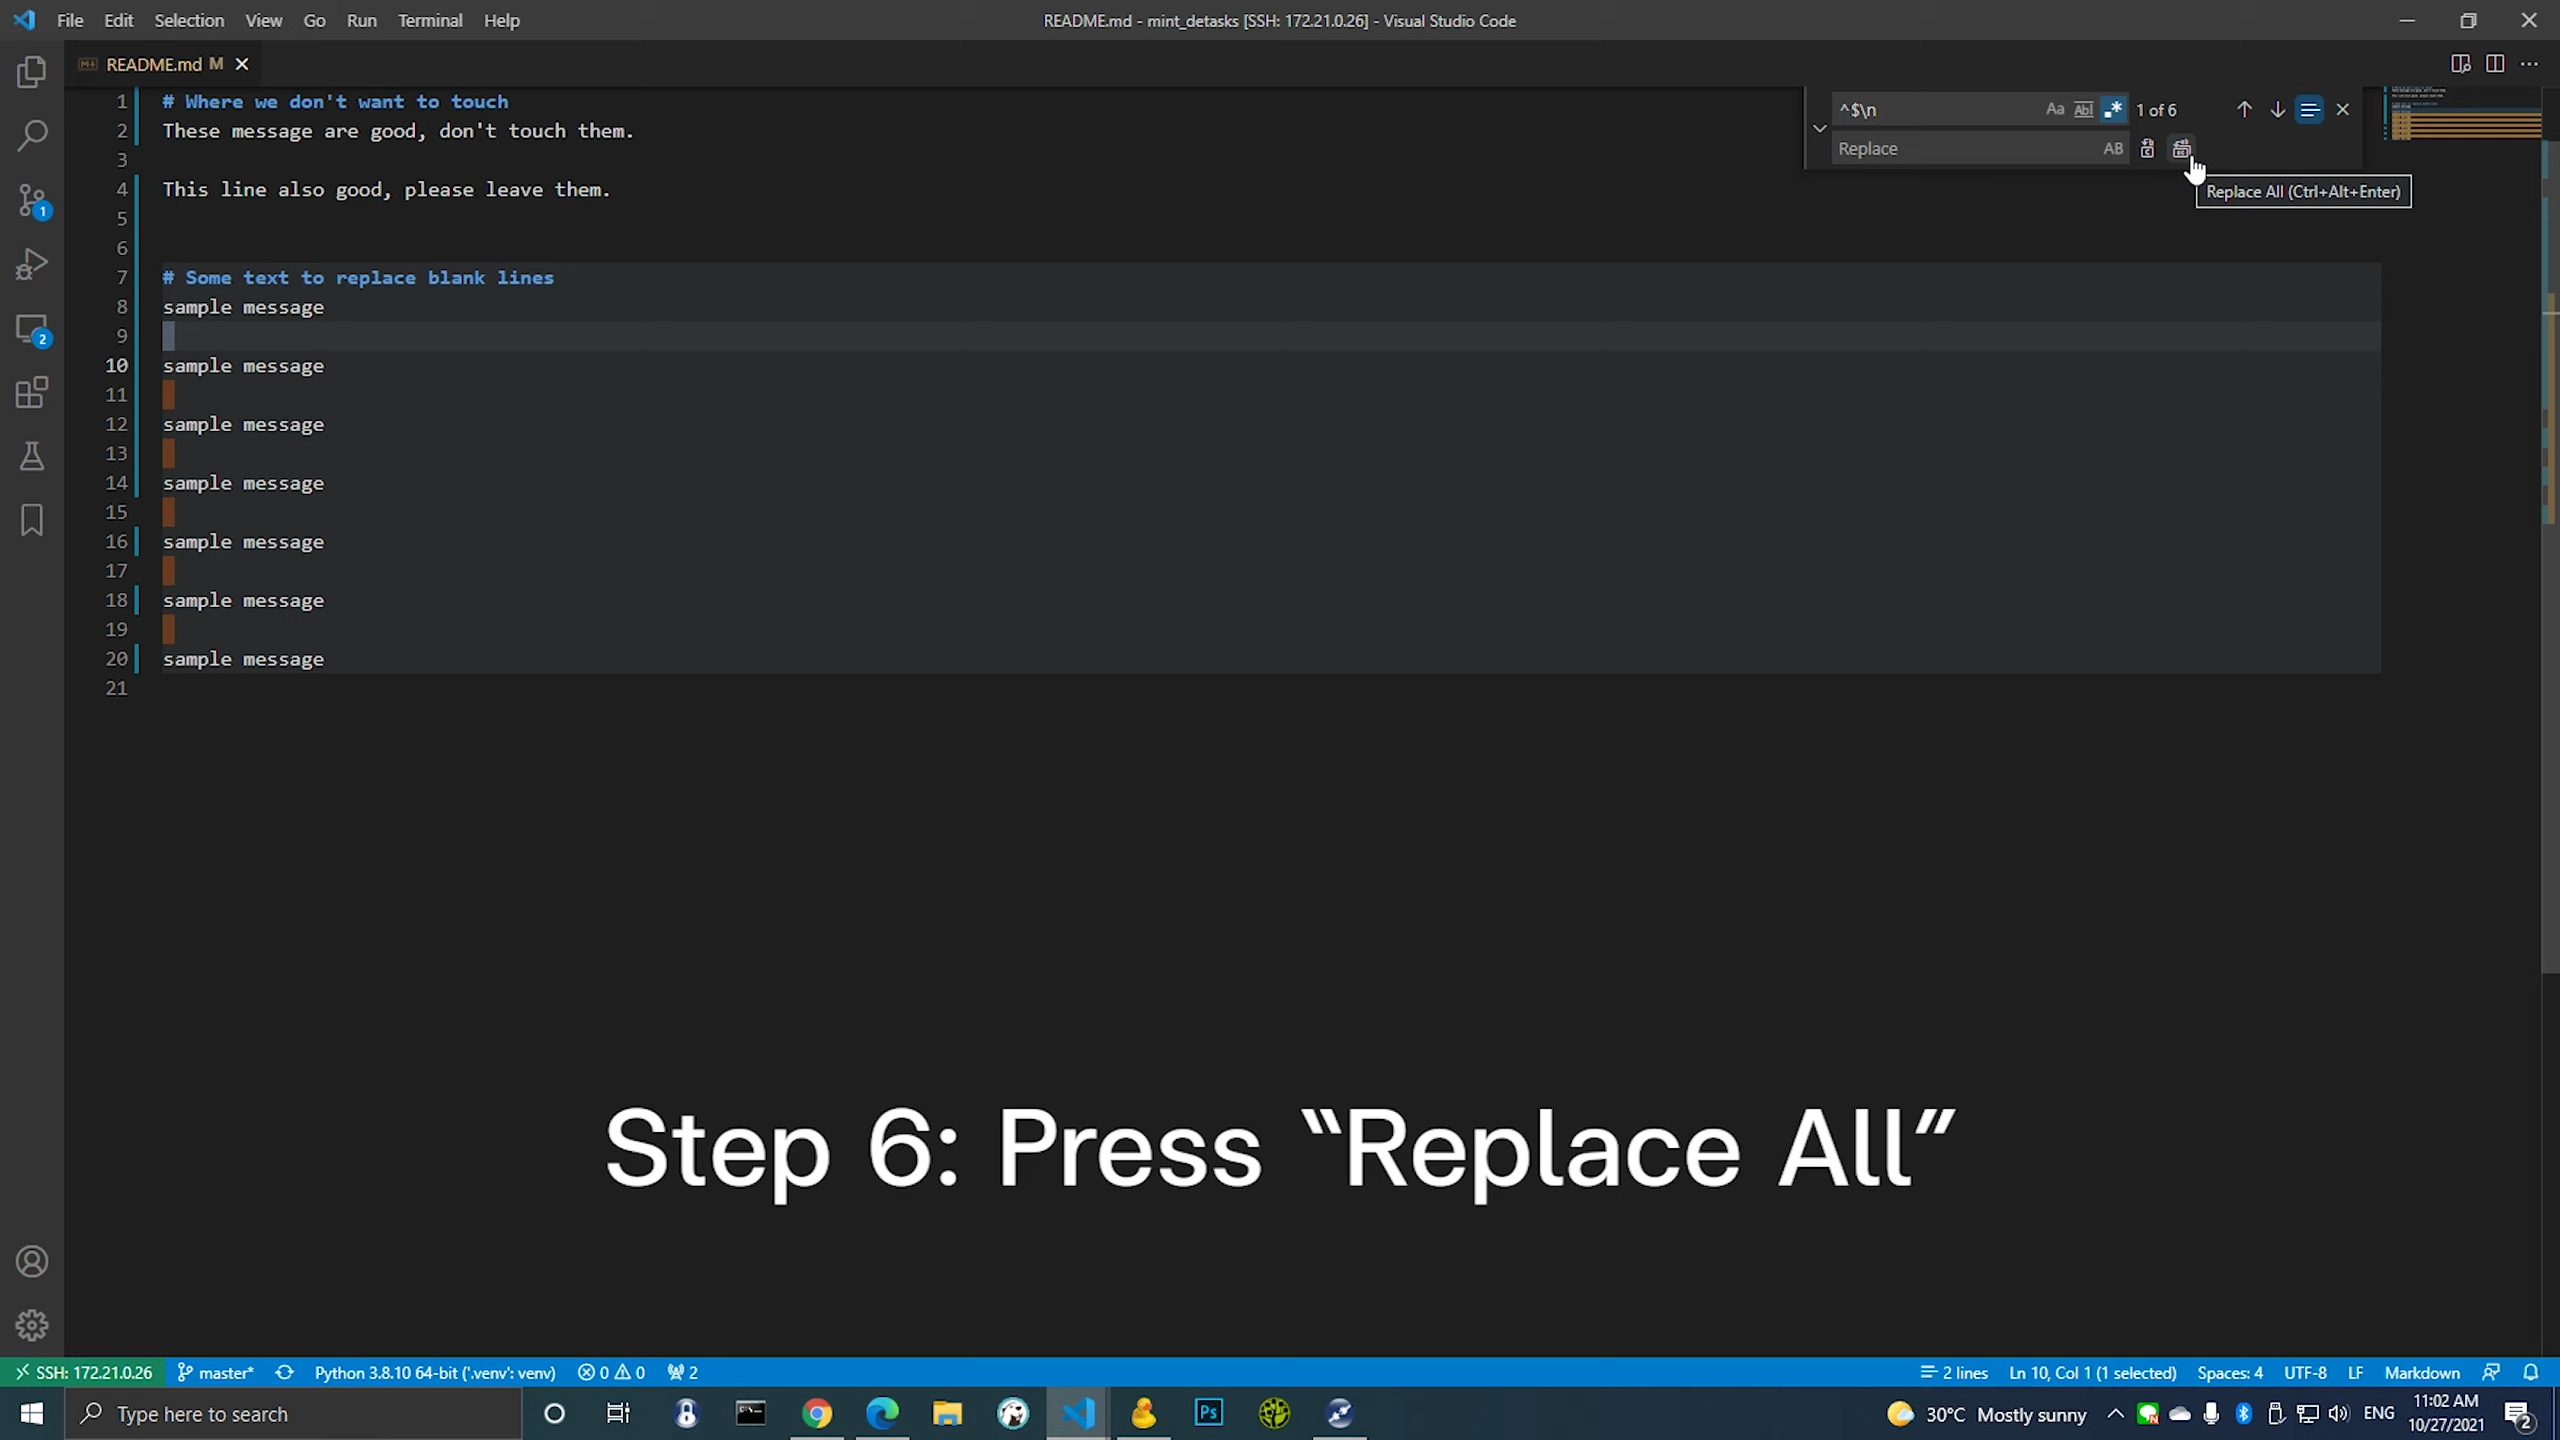 File Edit Selection View Go Run Terminal Help
README.md - mint_detasks [SSH: 172.21.0.26] - Visual Studio Code
README.md M
1 # Where we don't want to touch
2 These message are good, don't touch them.
3
4 This line also good, please leave them.
5
6
7 # Some text to replace blank lines
8 sample message
9
10 sample message
11
12 sample message
13
14 sample message
15
16 sample message
17
18 sample message
19
20 sample message
21
^$\n Aa Abl .* 1 of 6
Replace AB
Replace All (Ctrl+Alt+Enter)
1
2
Step 6: Press “Replace All”
SSH: 172.21.0.26 master* Python 3.8.10 64-bit ('.venv': venv) 0 0 2
2 lines Ln 10, Col 1 (1 selected) Spaces: 4 UTF-8 LF Markdown
Type here to search
Ps
30°C Mostly sunny
ENG
11:02 AM
10/27/2021
2